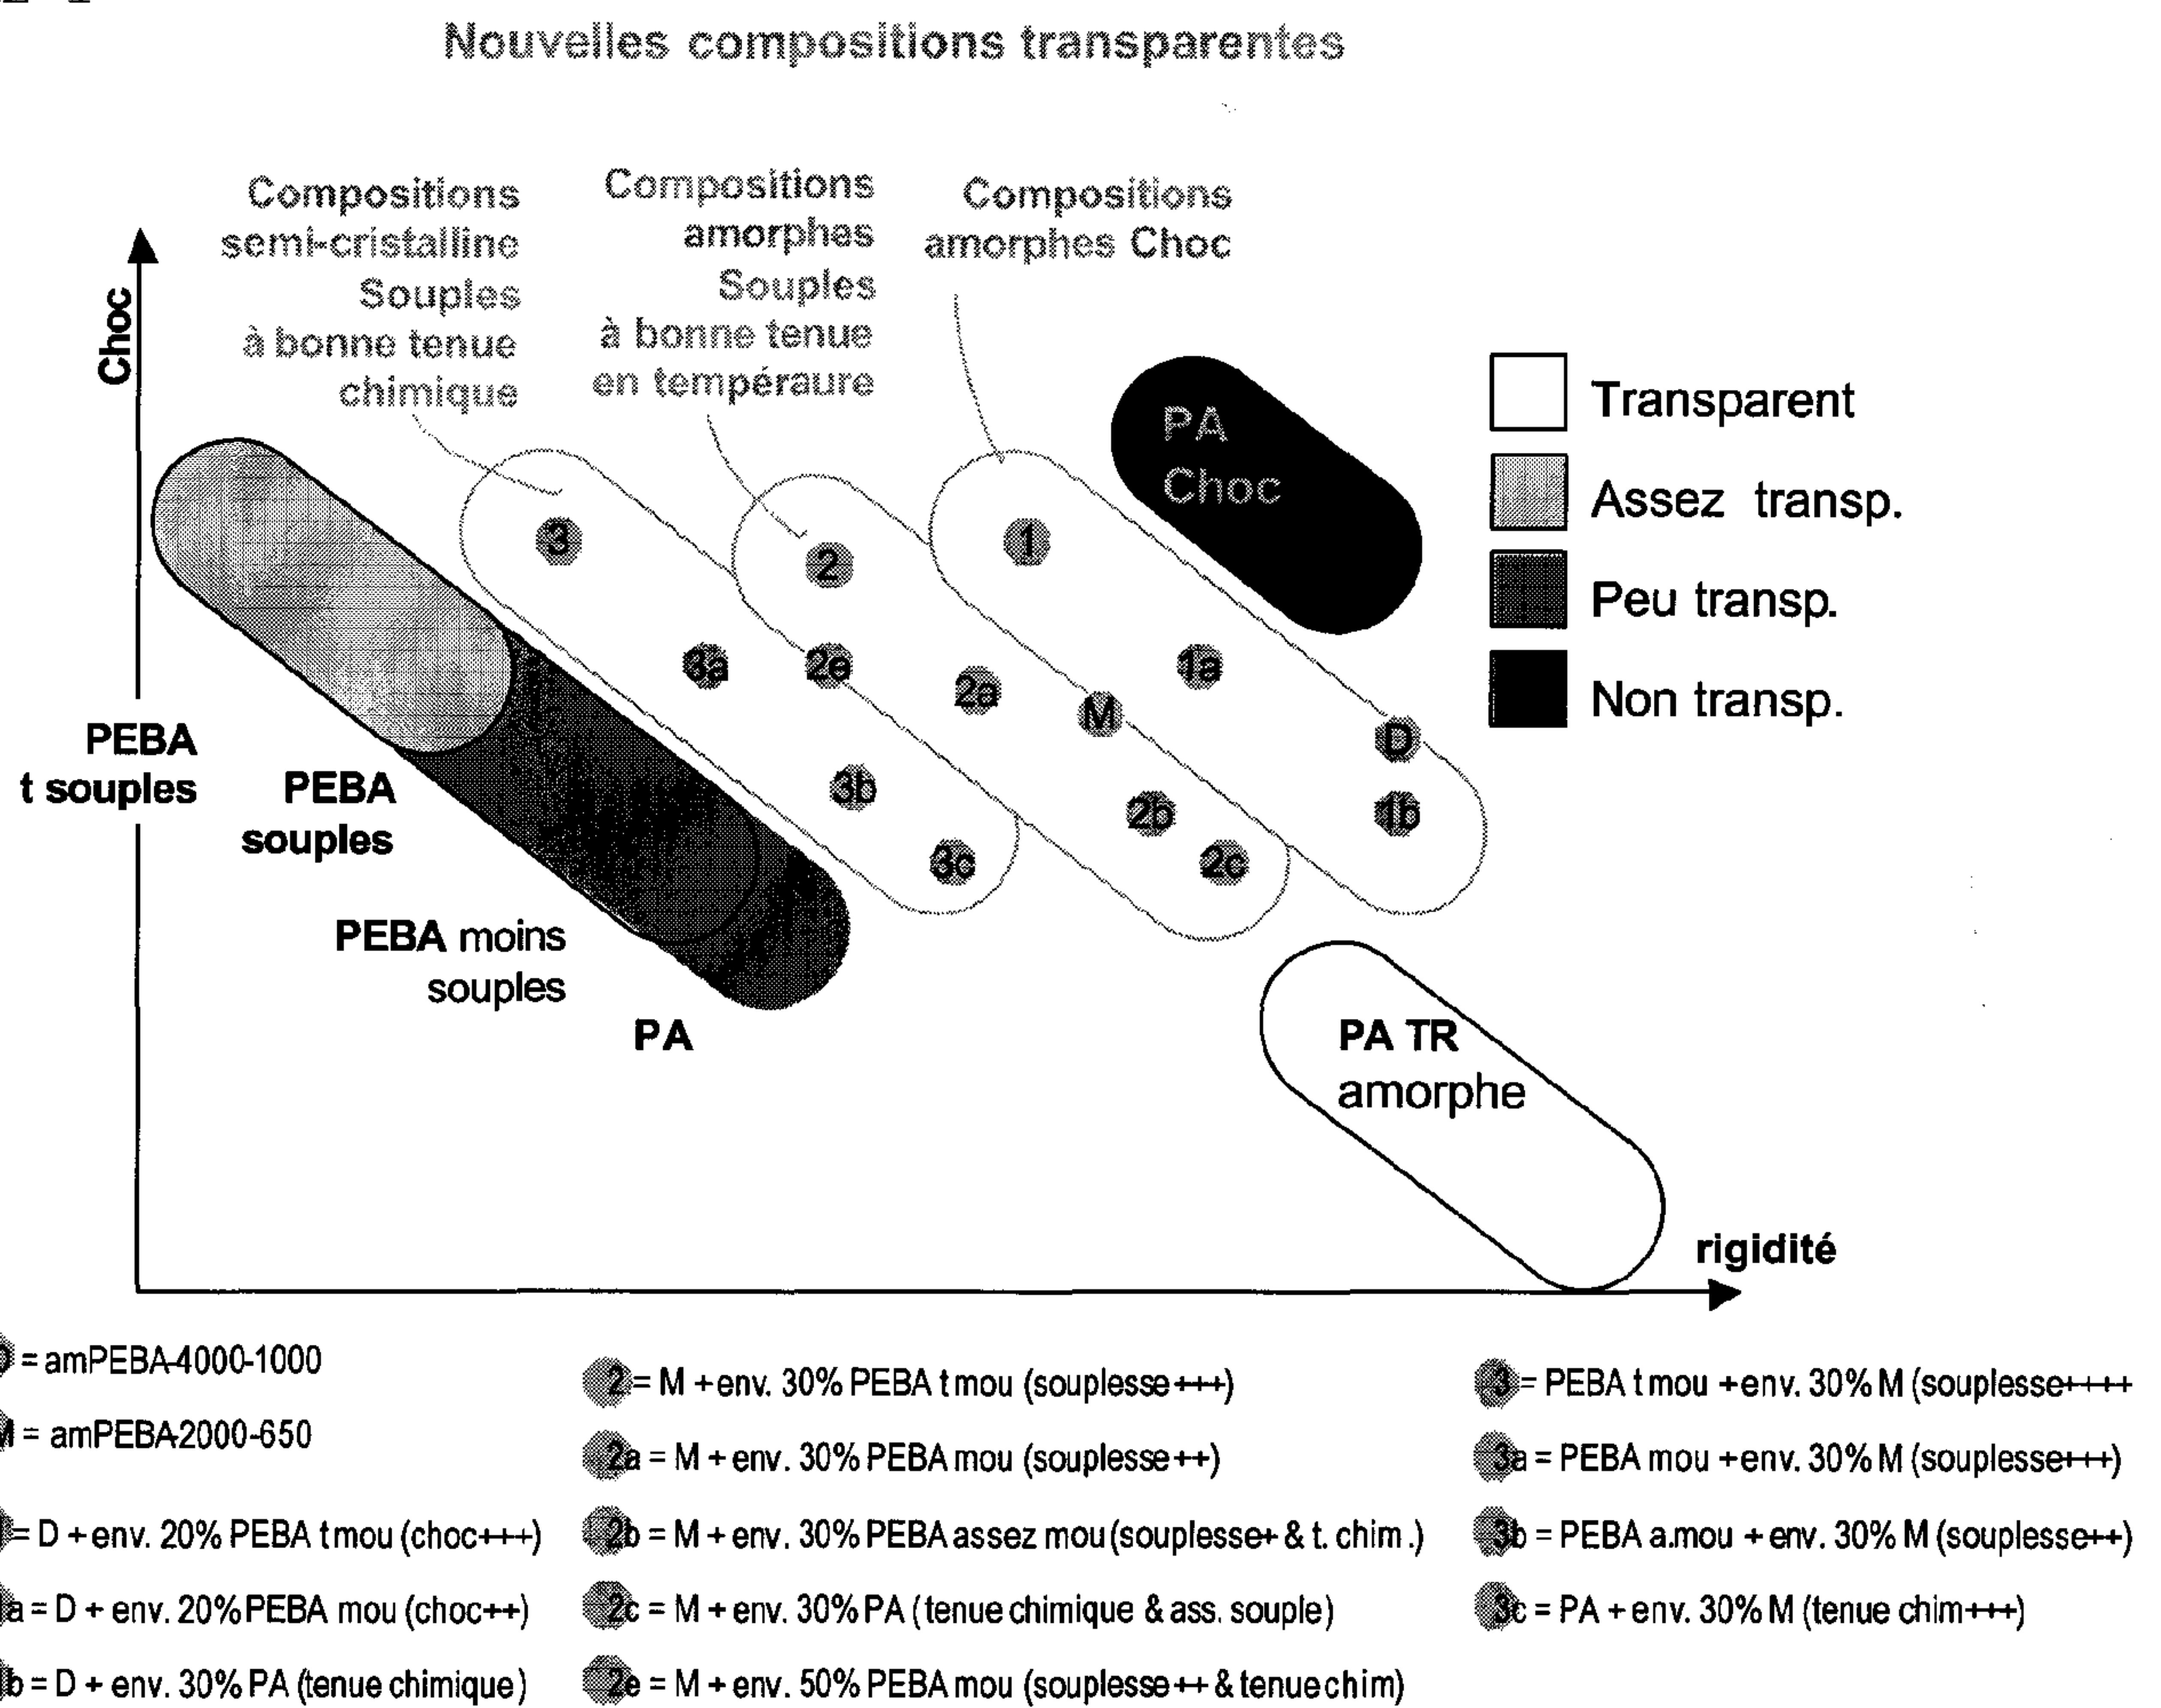 Nouvelles compositions transparentes
Compositions
semi-cristalline
Souples
à bonne tenue
chimique
Compositions
amorphes
Souples
à bonne tenue
en tempéraure
Compositions
amorphes Choc
Choc
PA
Choc
Transparent
Assez transp.
Peu transp.
Non transp.
3
2
1
3a
2e
2a
1a
M
D
3b
2b
1b
3c
2c
PEBA
t souples
PEBA
souples
PEBA moins
souples
PA
PA TR
amorphe
rigidité
D = amPEBA-4000-1000
M = amPEBA-2000-650
= D + env. 20% PEBA t mou (choc+++)
a = D + env. 20% PEBA mou (choc++)
b = D + env. 30% PA (tenue chimique)
2 = M + env. 30% PEBA t mou (souplesse+++)
2a = M + env. 30% PEBA mou (souplesse++)
2b = M + env. 30% PEBA assez mou (souplesse+ & t. chim.)
2c = M + env. 30% PA (tenue chimique & ass. souple)
2e = M + env. 50% PEBA mou (souplesse++ & tenue chim)
3 = PEBA t mou + env. 30% M (souplesse++++
3a = PEBA mou + env. 30% M (souplesse+++)
3b = PEBA a.mou + env. 30% M (souplesse++)
3c = PA + env. 30% M (tenue chim+++)